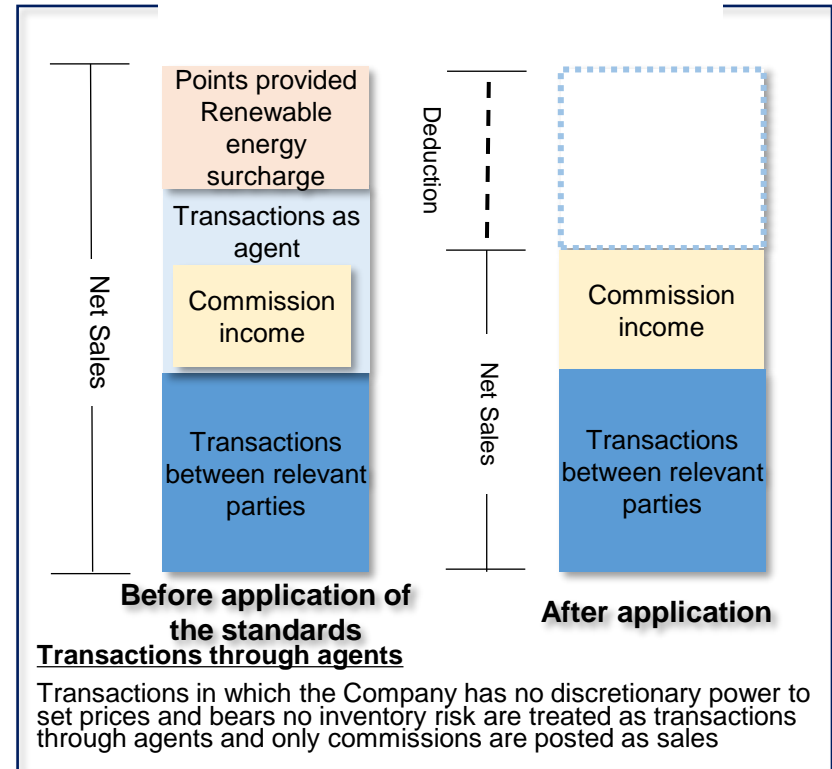 Points provided
Renewable
energy
surcharge
Transactions as
agent
Commission
income
Transactions
between relevant
parties
Net Sales
Before application of
the standards
Deduction
Net Sales
Commission
income
Transactions
between relevant
parties
After application
Transactions through agents
Transactions in which the Company has no discretionary power to
set prices and bears no inventory risk are treated as transactions
through agents and only commissions are posted as sales